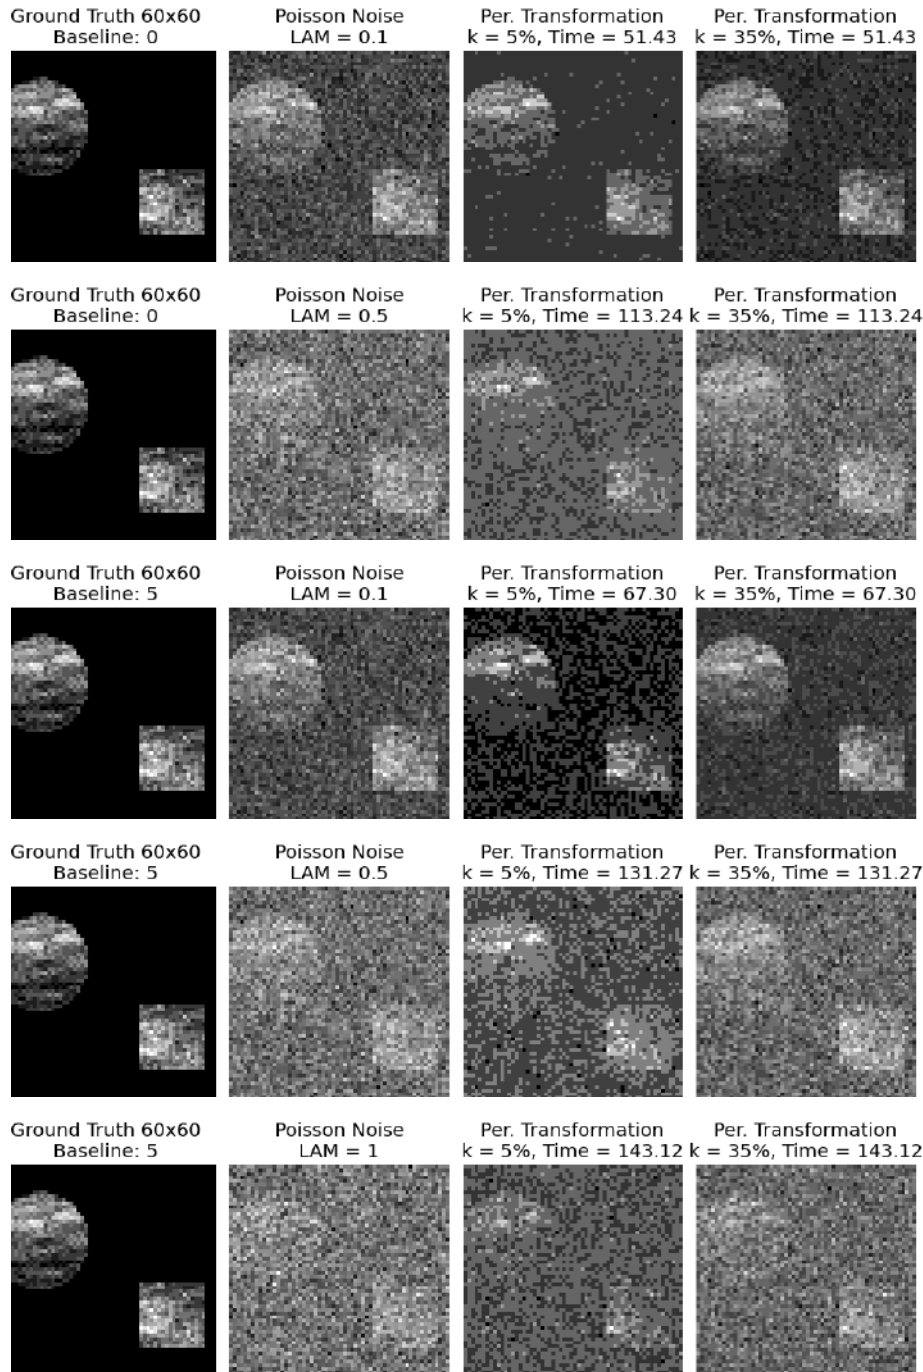 Ground Truth 60x60
Baseline: 0
Poisson Noise
LAM = 0.1
Per. Transformation
k = 5%, Time = 51.43
Per. Transformation
k = 35%, Time = 51.43
Ground Truth 60x60
Baseline: 0
Poisson Noise
LAM = 0.5
Per. Transformation
k = 5%, Time = 113.24
Per. Transformation
k = 35%, Time = 113.24
Ground Truth 60x60
Baseline: 5
Poisson Noise
LAM = 0.1
Per. Transformation
k = 5%, Time = 67.30
Per. Transformation
k = 35%, Time = 67.30
Ground Truth 60x60
Baseline: 5
Poisson Noise
LAM = 0.5
Per. Transformation
k = 5%, Time = 131.27
Per. Transformation
k = 35%, Time = 131.27
Ground Truth 60x60
Baseline: 5
Poisson Noise
LAM = 1
Per. Transformation
k = 5%, Time = 143.12
Per. Transformation
k = 35%, Time = 143.12